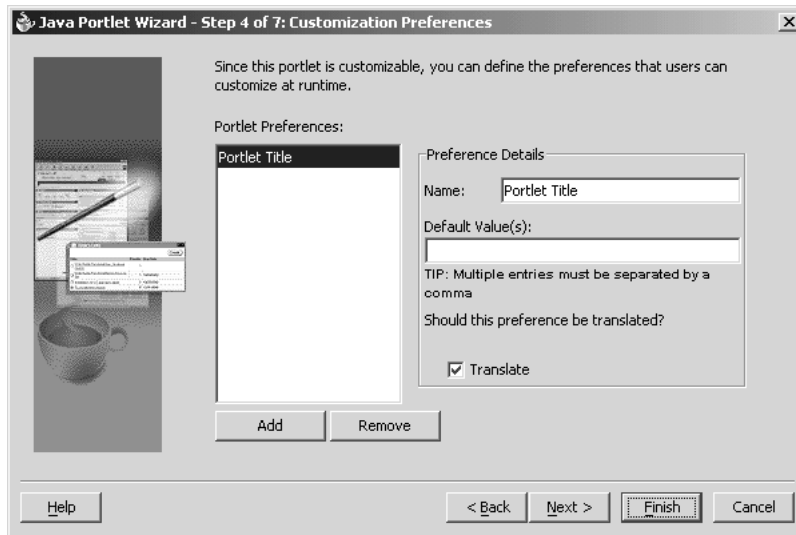 Java Portlet Wizard - Step 4 of 7: Customization Preferences
Since this portlet is customizable, you can define the preferences that users can
customize at runtime.
Portlet Preferences:
Portlet Title
Preference Details
Name: Portlet Title
Default Value(s):
TIP: Multiple entries must be separated by a
comma
Should this preference be translated?
Translate
Add Remove
Help < Back Next > Finish Cancel